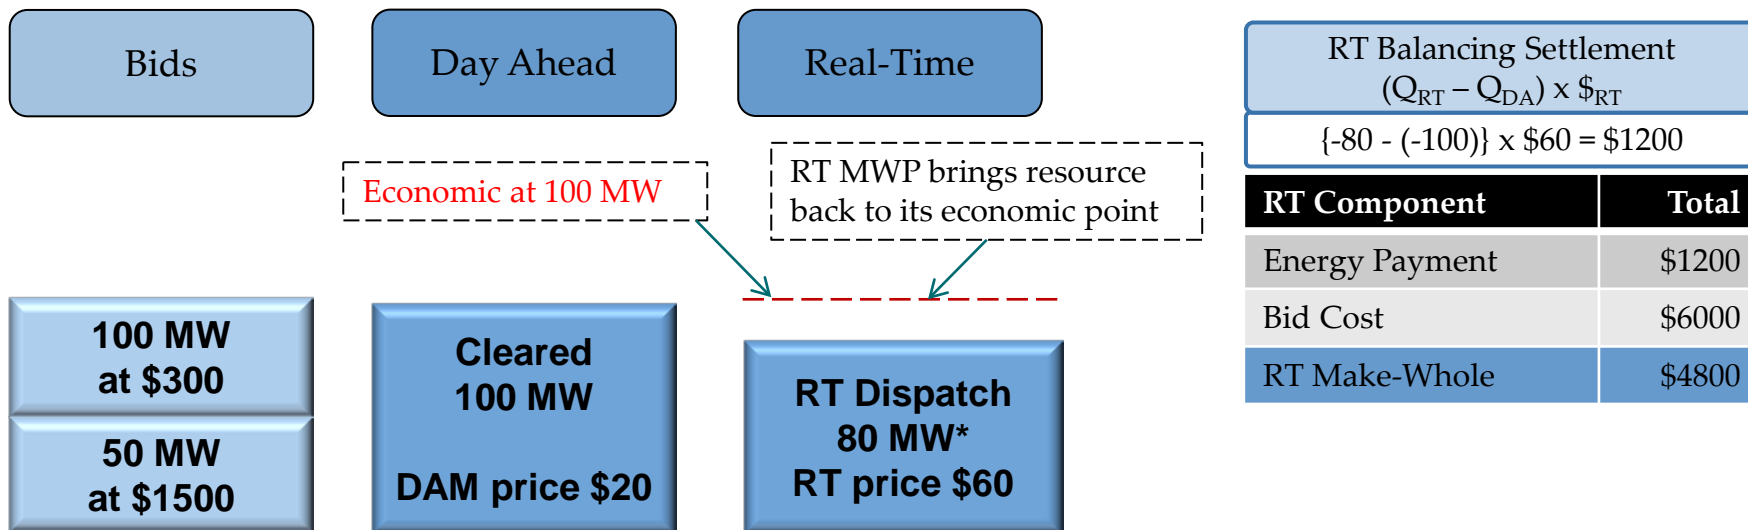 Bids
Day Ahead
Real-Time
Economic at 100 MW
RT MWP brings resource
back to its economic point
100 MW
at $300
50 MW
at $1500
Cleared
100 MW
DAM price $20
RT Dispatch
80 MW*
RT price $60
RT Balancing Settlement
(Q_RT – Q_DA) x $_RT
{-80 - (-100)} x $60 = $1200
RT Component Total
Energy Payment $1200
Bid Cost $6000
RT Make-Whole $4800